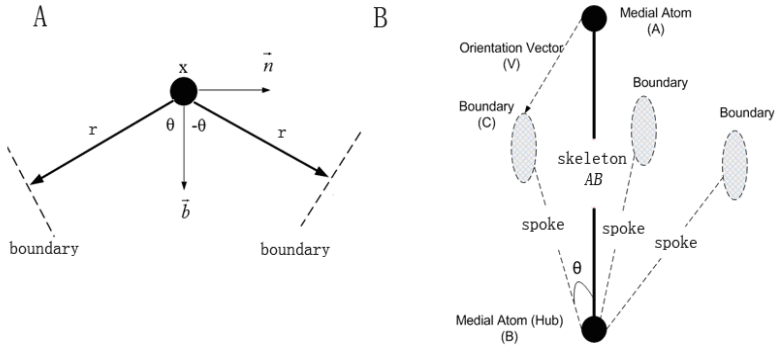 A
x
n
r
θ
-θ
r
b
boundary
boundary
B
Medial Atom
(A)
Orientation Vector
(V)
Boundary
(C)
Boundary
Boundary
skeleton
AB
spoke
spoke
spoke
θ
Medial Atom (Hub)
(B)